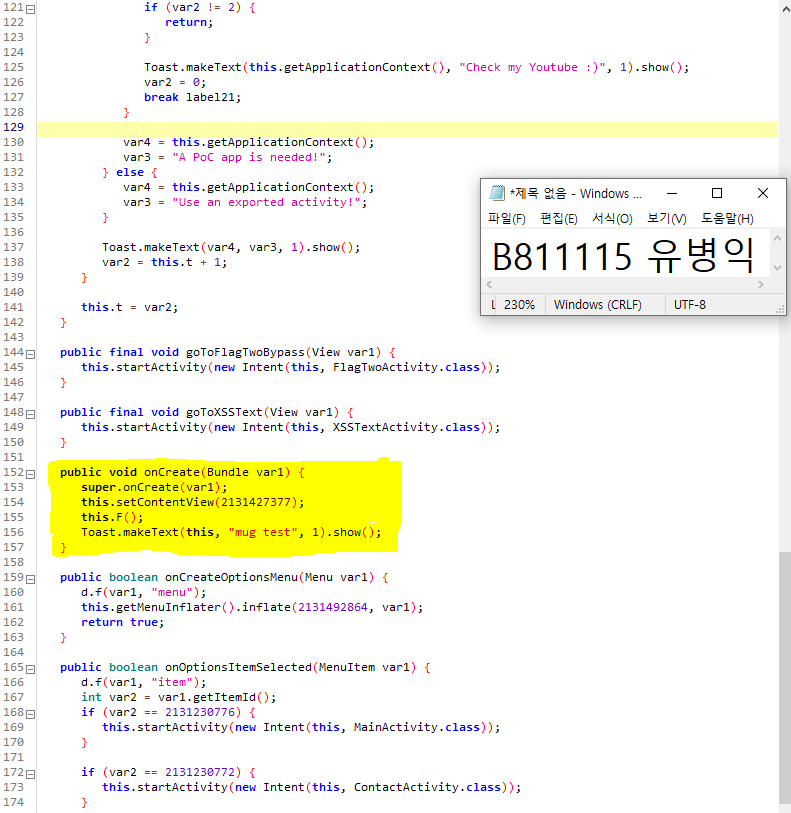 121 if (var2 != 2) {
122 return;
123 }
124
125 Toast.makeText(this.getApplicationContext(), "Check my Youtube :)", 1).show();
126 var2 = 0;
127 break label21;
128 }
129
130 var4 = this.getApplicationContext();
131 var3 = "A PoC app is needed!";
132 } else {
133 var4 = this.getApplicationContext();
134 var3 = "Use an exported activity!";
135 }
136
137 Toast.makeText(var4, var3, 1).show();
138 var2 = this.t + 1;
139 }
140
141 this.t = var2;
142 }
143
144 public final void goToFlagTwoBypass(View var1) {
145 this.startActivity(new Intent(this, FlagTwoActivity.class));
146 }
147
148 public final void goToXSSText(View var1) {
149 this.startActivity(new Intent(this, XSSTextActivity.class));
150 }
151
152 public void onCreate(Bundle var1) {
153 super.onCreate(var1);
154 this.setContentView(2131427377);
155 this.F();
156 Toast.makeText(this, "mug test", 1).show();
157 }
158
159 public boolean onCreateOptionsMenu(Menu var1) {
160 d.f(var1, "menu");
161 this.getMenuInflater().inflate(2131492864, var1);
162 return true;
163 }
164
165 public boolean onOptionsItemSelected(MenuItem var1) {
166 d.f(var1, "item");
167 int var2 = var1.getItemId();
168 if (var2 == 2131230776) {
169 this.startActivity(new Intent(this, MainActivity.class));
170 }
171
172 if (var2 == 2131230772) {
173 this.startActivity(new Intent(this, ContactActivity.class));
174 }
*제목 없음 - Windows ...
파일(F) 편집(E) 서식(O) 보기(V) 도움말(H)
B811115 유병익
230% Windows (CRLF) UTF-8